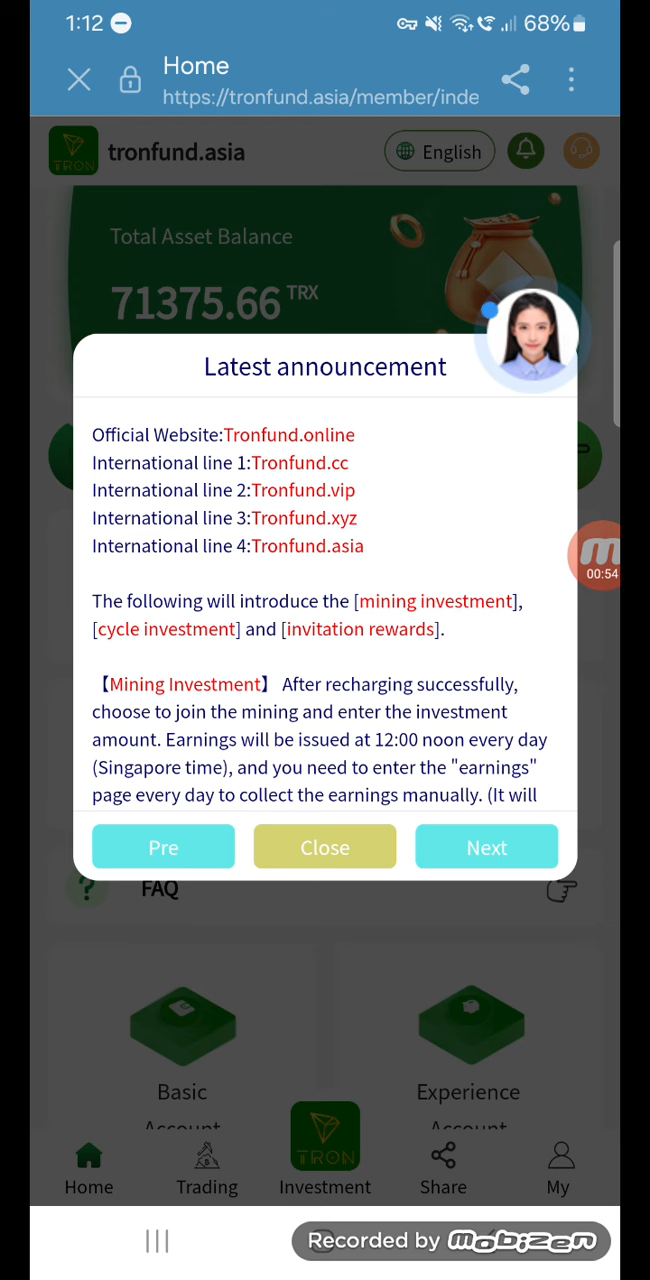 1:12
68%
Home
https://tronfund.asia/member/inde
TRON
tronfund.asia
English
Total Asset Balance
71375.66 TRX
Latest announcement
Official Website:Tronfund.online
International line 1:Tronfund.cc
International line 2:Tronfund.vip
International line 3:Tronfund.xyz
International line 4:Tronfund.asia
00:54
The following will introduce the [mining investment],
[cycle investment] and [invitation rewards].
【Mining Investment】 After recharging successfully,
choose to join the mining and enter the investment
amount. Earnings will be issued at 12:00 noon every day
(Singapore time), and you need to enter the "earnings"
page every day to collect the earnings manually. (It will
Pre
Close
Next
? FAQ
Basic
Account
Experience
Account
TRON
Home
Trading
Investment
Share
My
Recorded by mobizen